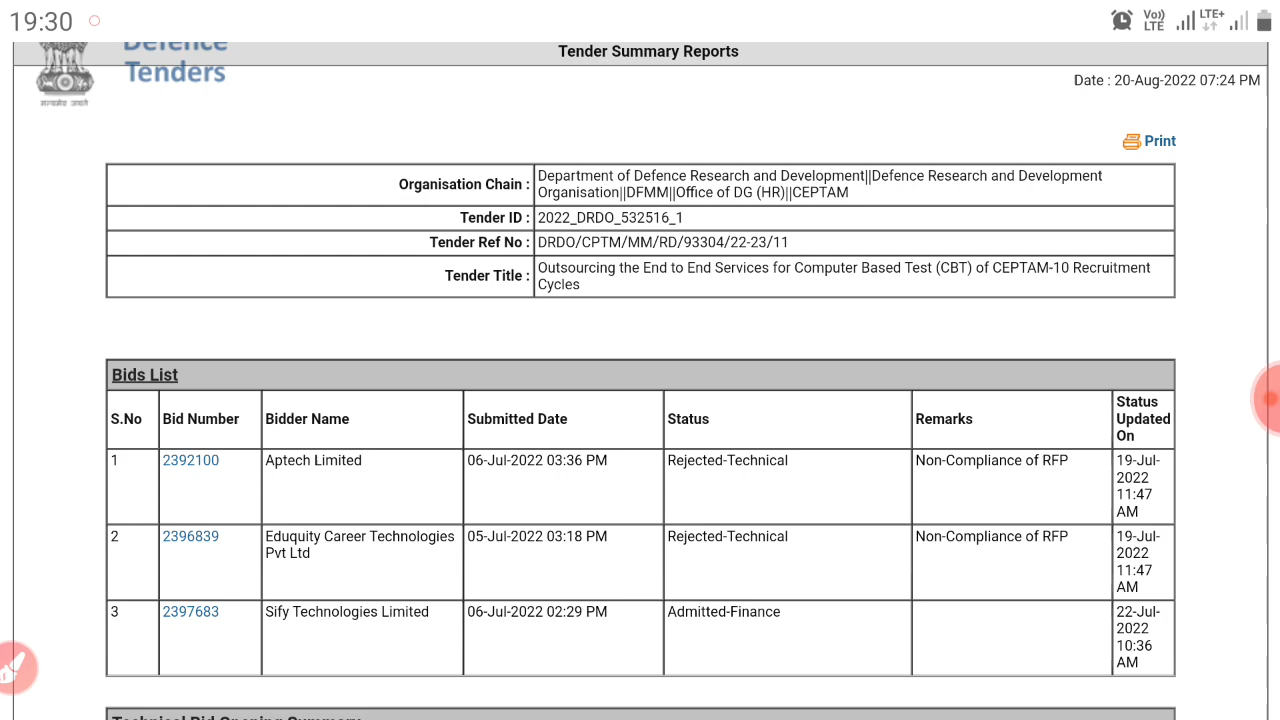 19:30
Vo)) LTE LTE+
Defence
Tenders
सत्यमेव जयते
Tender Summary Reports
Date : 20-Aug-2022 07:24 PM
Print
Organisation Chain : Department of Defence Research and Development||Defence Research and Development
Organisation||DFMM||Office of DG (HR)||CEPTAM
Tender ID : 2022_DRDO_532516_1
Tender Ref No : DRDO/CPTM/MM/RD/93304/22-23/11
Tender Title : Outsourcing the End to End Services for Computer Based Test (CBT) of CEPTAM-10 Recruitment
Cycles
Bids List
S.No Bid Number Bidder Name Submitted Date Status Remarks Status
Updated
On
1 2392100 Aptech Limited 06-Jul-2022 03:36 PM Rejected-Technical Non-Compliance of RFP 19-Jul-
2022
11:47
AM
2 2396839 Eduquity Career Technologies 05-Jul-2022 03:18 PM Rejected-Technical Non-Compliance of RFP 19-Jul-
Pvt Ltd 2022
11:47
AM
3 2397683 Sify Technologies Limited 06-Jul-2022 02:29 PM Admitted-Finance 22-Jul-
2022
10:36
AM
Technical Bid Opening Summary